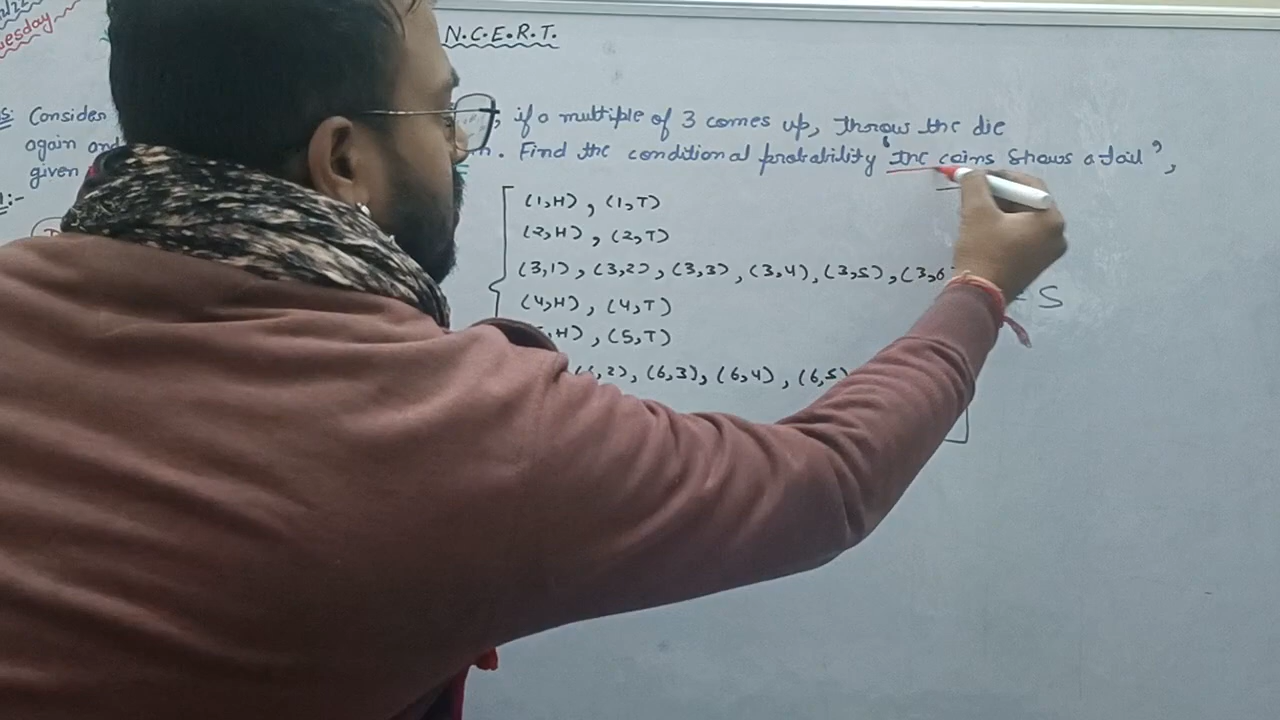 N.C.E.R.T.
Consider , if a multiple of 3 comes up, throw the die
again and . Find the conditional probability 'the coins shows a tail',
given
(1,H), (1,T)
(2,H), (2,T)
(3,1), (3,2), (3,3), (3,4), (3,5), (3,6
(4,H), (4,T)
H), (5,T)
,2), (6,3), (6,4), (6,5)
= S